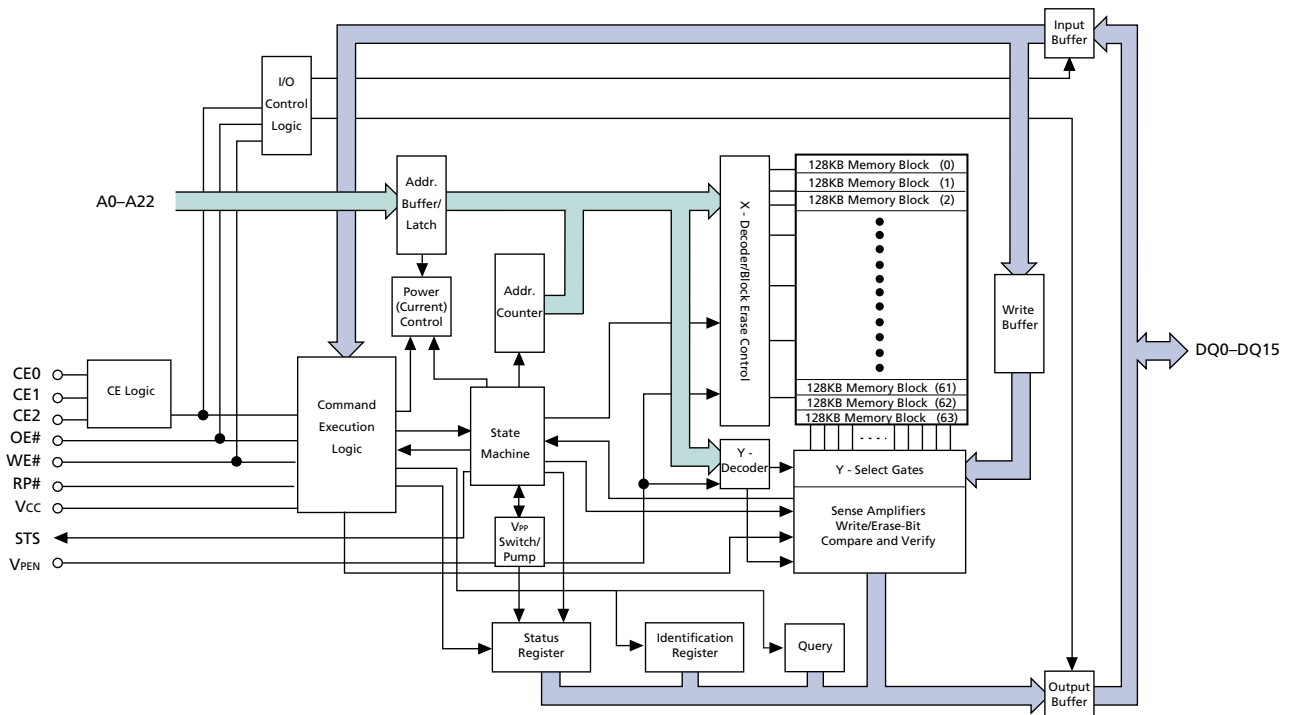 Input
Buffer
I/O
Control
Logic
A0–A22
Addr.
Buffer/
Latch
X - Decoder/Block Erase Control
128KB Memory Block (0)
128KB Memory Block (1)
128KB Memory Block (2)
Power
(Current)
Control
Addr.
Counter
Write
Buffer
DQ0–DQ15
CE0
CE1
CE2
OE#
WE#
RP#
VCC
STS
VPEN
CE Logic
Command
Execution
Logic
State
Machine
128KB Memory Block (61)
128KB Memory Block (62)
128KB Memory Block (63)
Y -
Decoder
Y - Select Gates
Sense Amplifiers
Write/Erase-Bit
Compare and Verify
VPP
Switch/
Pump
Status
Register
Identification
Register
Query
Output
Buffer